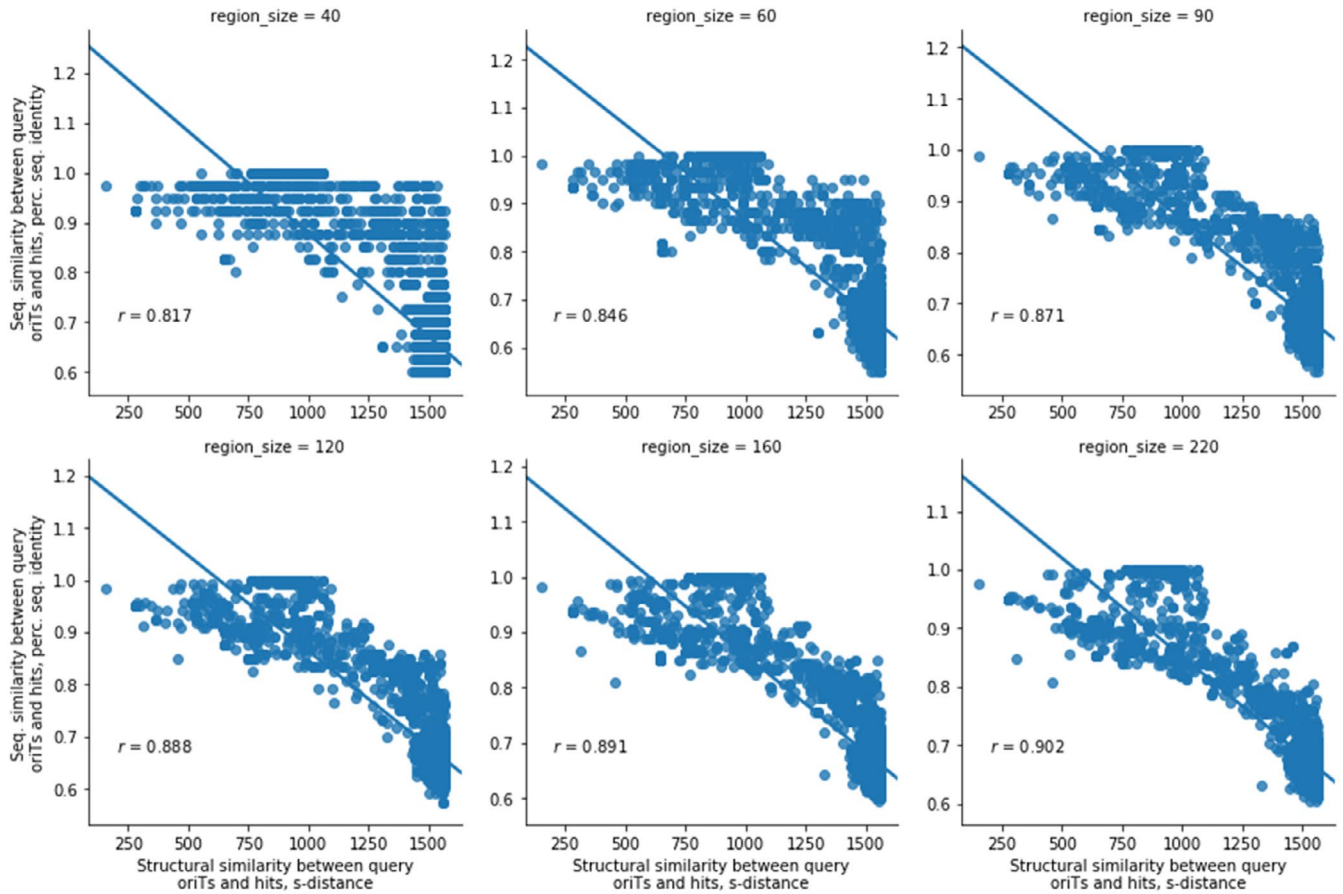 region_size = 40
region_size = 60
region_size = 90
Seq. similarity between query
oriTs and hits, perc. seq. identity
1.2
1.1
1.0
0.9
0.8
0.7
0.6
r = 0.817
250 500 750 1000 1250 1500
1.2
1.1
1.0
0.9
0.8
0.7
0.6
r = 0.846
250 500 750 1000 1250 1500
1.2
1.1
1.0
0.9
0.8
0.7
0.6
r = 0.871
250 500 750 1000 1250 1500
region_size = 120
region_size = 160
region_size = 220
Seq. similarity between query
oriTs and hits, perc. seq. identity
1.2
1.1
1.0
0.9
0.8
0.7
0.6
r = 0.888
250 500 750 1000 1250 1500
Structural similarity between query
oriTs and hits, s-distance
1.2
1.1
1.0
0.9
0.8
0.7
0.6
r = 0.891
250 500 750 1000 1250 1500
Structural similarity between query
oriTs and hits, s-distance
1.1
1.0
0.9
0.8
0.7
0.6
r = 0.902
250 500 750 1000 1250 1500
Structural similarity between query
oriTs and hits, s-distance